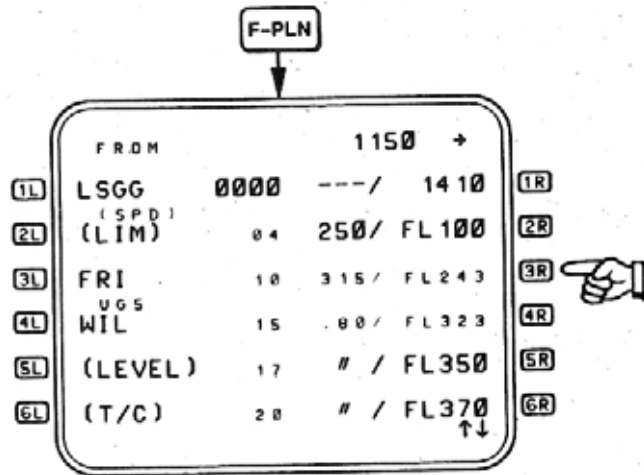 F-PLN
FROM 1150 →
1L LSGG 0000 ---/ 1410 1R
(SPD)
2L (LIM) 04 250/ FL100 2R
3L FRI 10 315/ FL243 3R
UG5
4L WIL 15 .80/ FL323 4R
5L (LEVEL) 17 " / FL350 5R
6L (T/C) 20 " / FL370 6R
↑↓